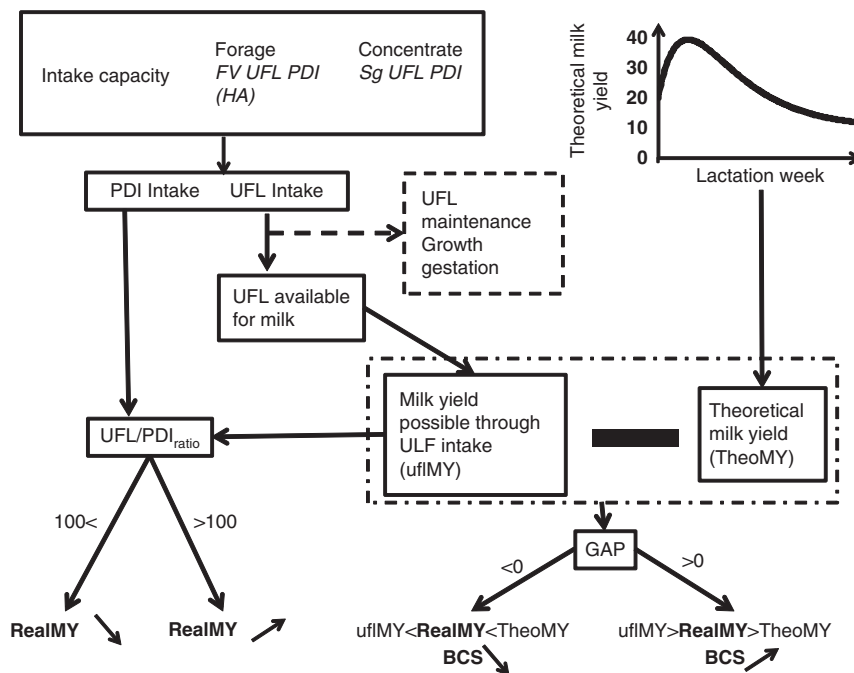 Intake capacity
Forage
FV UFL PDI
(HA)
Concentrate
Sg UFL PDI
Theoretical milk
yield
40
30
20
10
0
Lactation week
PDI Intake UFL Intake
UFL
maintenance
Growth
gestation
UFL available
for milk
Milk yield
possible through
ULF intake
(uflMY)
Theoretical
milk yield
(TheoMY)
UFL/PDIratio
100<
>100
GAP
<0
>0
RealMY
RealMY
uflMY<RealMY<TheoMY
BCS
uflMY>RealMY>TheoMY
BCS